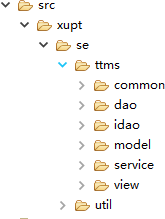 src
xupt
se
ttms
common
dao
idao
model
service
view
util